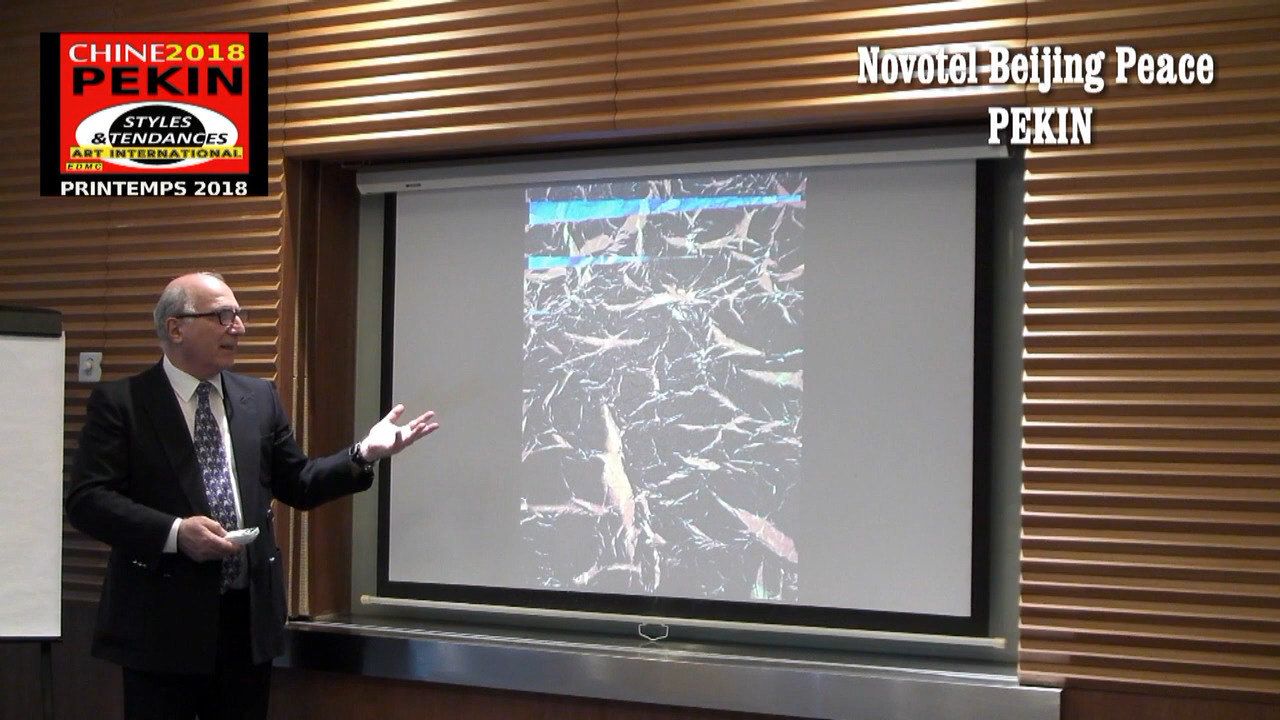 CHINE2018
PEKIN
STYLES
&TENDANCES
ART INTERNATIONAL
EDMC
PRINTEMPS 2018
Novotel Beijing Peace
PEKIN